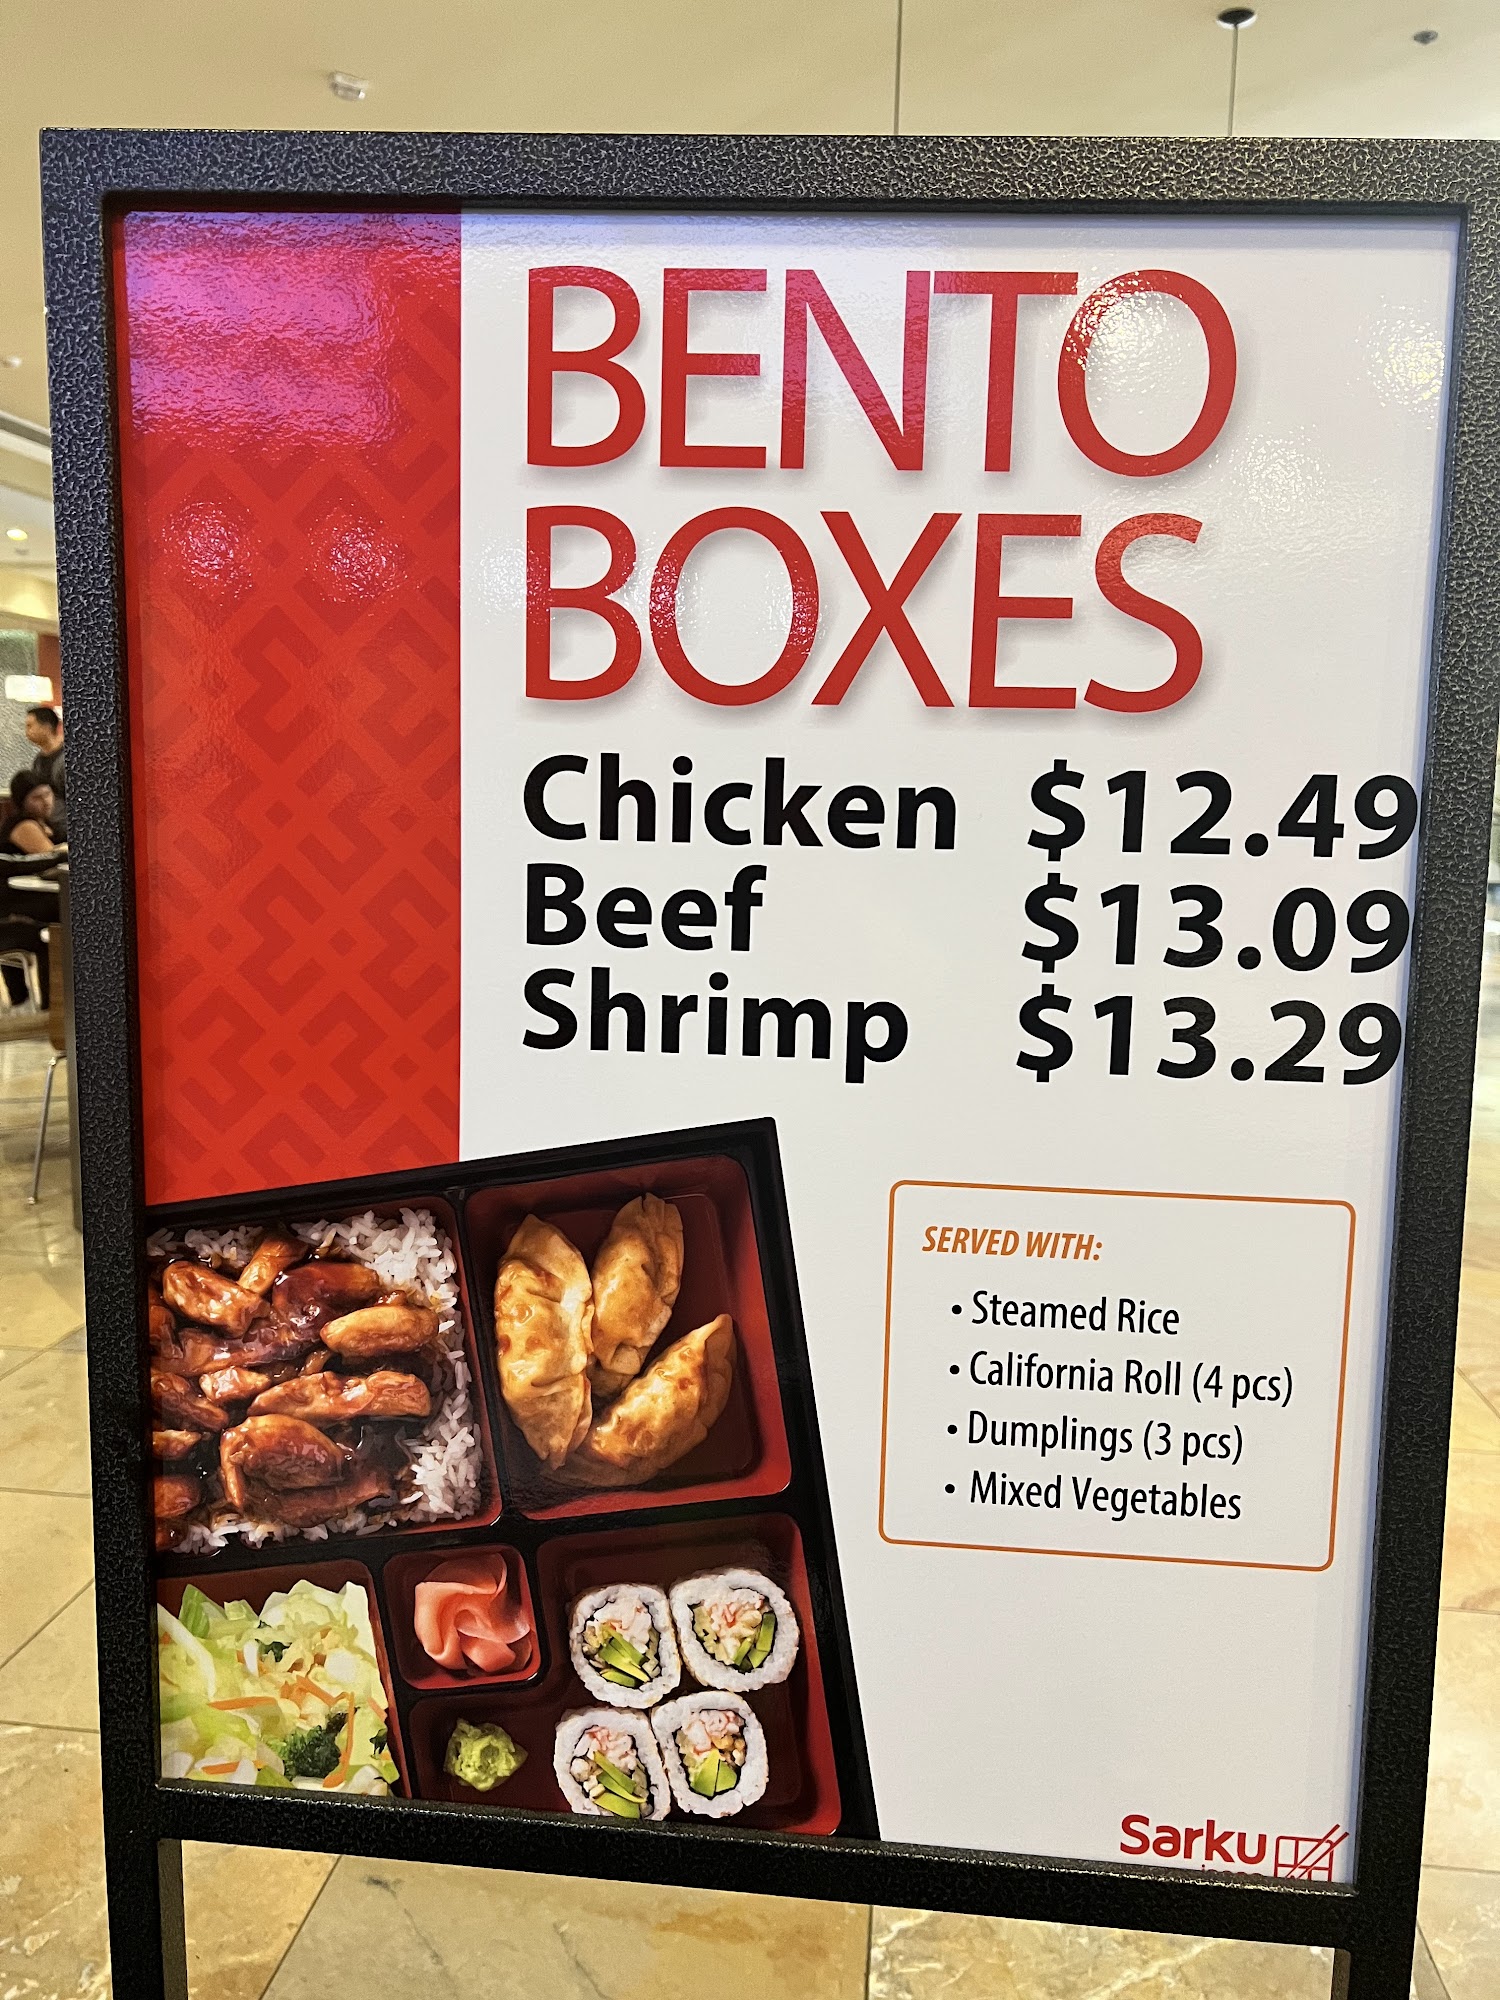 BENTO
BOXES
Chicken $12.49
Beef $13.09
Shrimp $13.29
SERVED WITH:
• Steamed Rice
• California Roll (4 pcs)
• Dumplings (3 pcs)
• Mixed Vegetables
Sarku